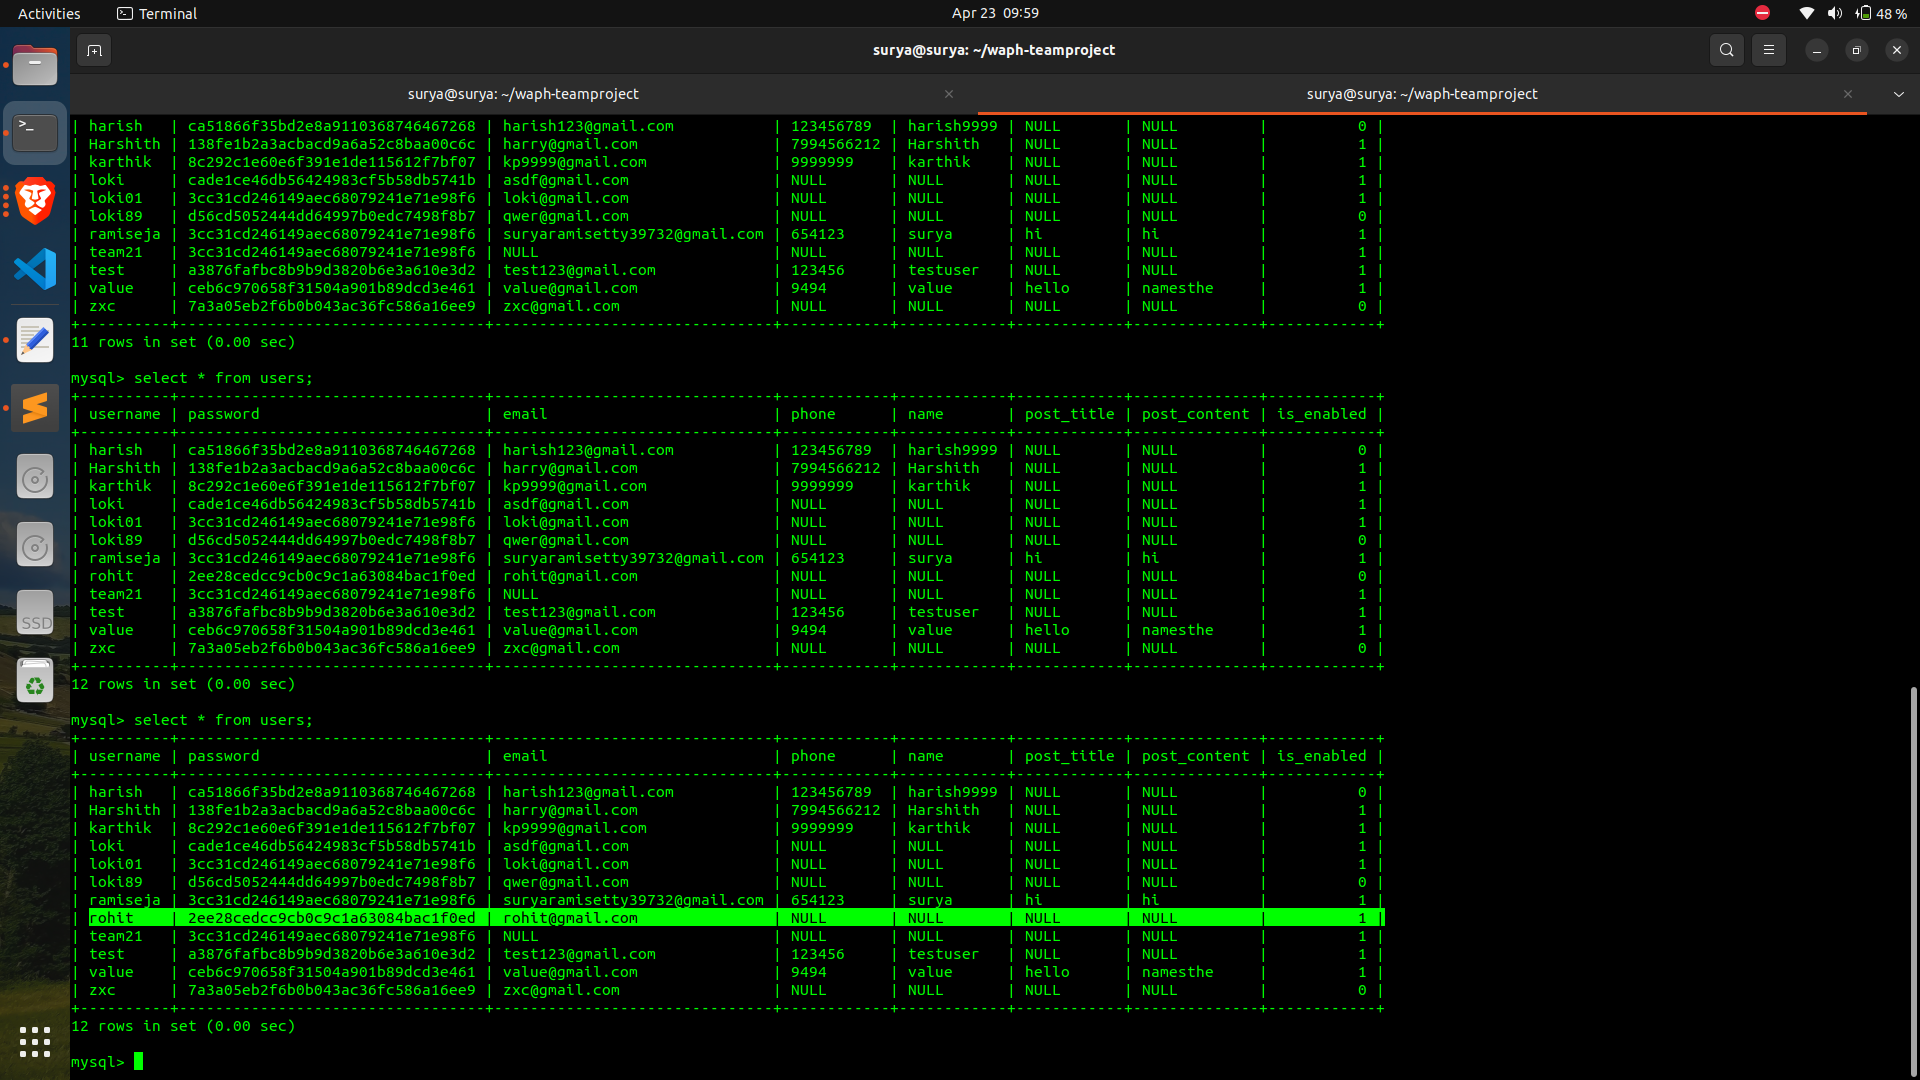 Activities Terminal Apr 23 09:59 48 %
surya@surya: ~/waph-teamproject
surya@surya: ~/waph-teamproject surya@surya: ~/waph-teamproject
| harish | ca51866f35bd2e8a9110368746467268 | harish123@gmail.com | 123456789 | harish9999 | NULL | NULL | 0 |
| Harshith | 138fe1b2a3acbacd9a6a52c8baa00c6c | harry@gmail.com | 7994566212 | Harshith | NULL | NULL | 1 |
| karthik | 8c292c1e60e6f391e1de115612f7bf07 | kp9999@gmail.com | 9999999 | karthik | NULL | NULL | 1 |
| loki | cade1ce46db56424983cf5b58db5741b | asdf@gmail.com | NULL | NULL | NULL | NULL | 1 |
| loki01 | 3cc31cd246149aec68079241e71e98f6 | loki@gmail.com | NULL | NULL | NULL | NULL | 1 |
| loki89 | d56cd5052444dd64997b0edc7498f8b7 | qwer@gmail.com | NULL | NULL | NULL | NULL | 0 |
| ramiseja | 3cc31cd246149aec68079241e71e98f6 | suryaramisetty39732@gmail.com | 654123 | surya | hi | hi | 1 |
| team21 | 3cc31cd246149aec68079241e71e98f6 | NULL | NULL | NULL | NULL | NULL | 1 |
| test | a3876fafbc8b9b9d3820b6e3a610e3d2 | test123@gmail.com | 123456 | testuser | NULL | NULL | 1 |
| value | ceb6c970658f31504a901b89dcd3e461 | value@gmail.com | 9494 | value | hello | namesthe | 1 |
| zxc | 7a3a05eb2f6b0b043ac36fc586a16ee9 | zxc@gmail.com | NULL | NULL | NULL | NULL | 0 |
11 rows in set (0.00 sec)
mysql> select * from users;
| username | password | email | phone | name | post_title | post_content | is_enabled |
| harish | ca51866f35bd2e8a9110368746467268 | harish123@gmail.com | 123456789 | harish9999 | NULL | NULL | 0 |
| Harshith | 138fe1b2a3acbacd9a6a52c8baa00c6c | harry@gmail.com | 7994566212 | Harshith | NULL | NULL | 1 |
| karthik | 8c292c1e60e6f391e1de115612f7bf07 | kp9999@gmail.com | 9999999 | karthik | NULL | NULL | 1 |
| loki | cade1ce46db56424983cf5b58db5741b | asdf@gmail.com | NULL | NULL | NULL | NULL | 1 |
| loki01 | 3cc31cd246149aec68079241e71e98f6 | loki@gmail.com | NULL | NULL | NULL | NULL | 1 |
| loki89 | d56cd5052444dd64997b0edc7498f8b7 | qwer@gmail.com | NULL | NULL | NULL | NULL | 0 |
| ramiseja | 3cc31cd246149aec68079241e71e98f6 | suryaramisetty39732@gmail.com | 654123 | surya | hi | hi | 1 |
| rohit | 2ee28cedcc9cb0c9c1a63084bac1f0ed | rohit@gmail.com | NULL | NULL | NULL | NULL | 0 |
| team21 | 3cc31cd246149aec68079241e71e98f6 | NULL | NULL | NULL | NULL | NULL | 1 |
| test | a3876fafbc8b9b9d3820b6e3a610e3d2 | test123@gmail.com | 123456 | testuser | NULL | NULL | 1 |
| value | ceb6c970658f31504a901b89dcd3e461 | value@gmail.com | 9494 | value | hello | namesthe | 1 |
| zxc | 7a3a05eb2f6b0b043ac36fc586a16ee9 | zxc@gmail.com | NULL | NULL | NULL | NULL | 0 |
12 rows in set (0.00 sec)
mysql> select * from users;
| username | password | email | phone | name | post_title | post_content | is_enabled |
| harish | ca51866f35bd2e8a9110368746467268 | harish123@gmail.com | 123456789 | harish9999 | NULL | NULL | 0 |
| Harshith | 138fe1b2a3acbacd9a6a52c8baa00c6c | harry@gmail.com | 7994566212 | Harshith | NULL | NULL | 1 |
| karthik | 8c292c1e60e6f391e1de115612f7bf07 | kp9999@gmail.com | 9999999 | karthik | NULL | NULL | 1 |
| loki | cade1ce46db56424983cf5b58db5741b | asdf@gmail.com | NULL | NULL | NULL | NULL | 1 |
| loki01 | 3cc31cd246149aec68079241e71e98f6 | loki@gmail.com | NULL | NULL | NULL | NULL | 1 |
| loki89 | d56cd5052444dd64997b0edc7498f8b7 | qwer@gmail.com | NULL | NULL | NULL | NULL | 0 |
| ramiseja | 3cc31cd246149aec68079241e71e98f6 | suryaramisetty39732@gmail.com | 654123 | surya | hi | hi | 1 |
| rohit | 2ee28cedcc9cb0c9c1a63084bac1f0ed | rohit@gmail.com | NULL | NULL | NULL | NULL | 1 |
| team21 | 3cc31cd246149aec68079241e71e98f6 | NULL | NULL | NULL | NULL | NULL | 1 |
| test | a3876fafbc8b9b9d3820b6e3a610e3d2 | test123@gmail.com | 123456 | testuser | NULL | NULL | 1 |
| value | ceb6c970658f31504a901b89dcd3e461 | value@gmail.com | 9494 | value | hello | namesthe | 1 |
| zxc | 7a3a05eb2f6b0b043ac36fc586a16ee9 | zxc@gmail.com | NULL | NULL | NULL | NULL | 0 |
12 rows in set (0.00 sec)
mysql>
SSD